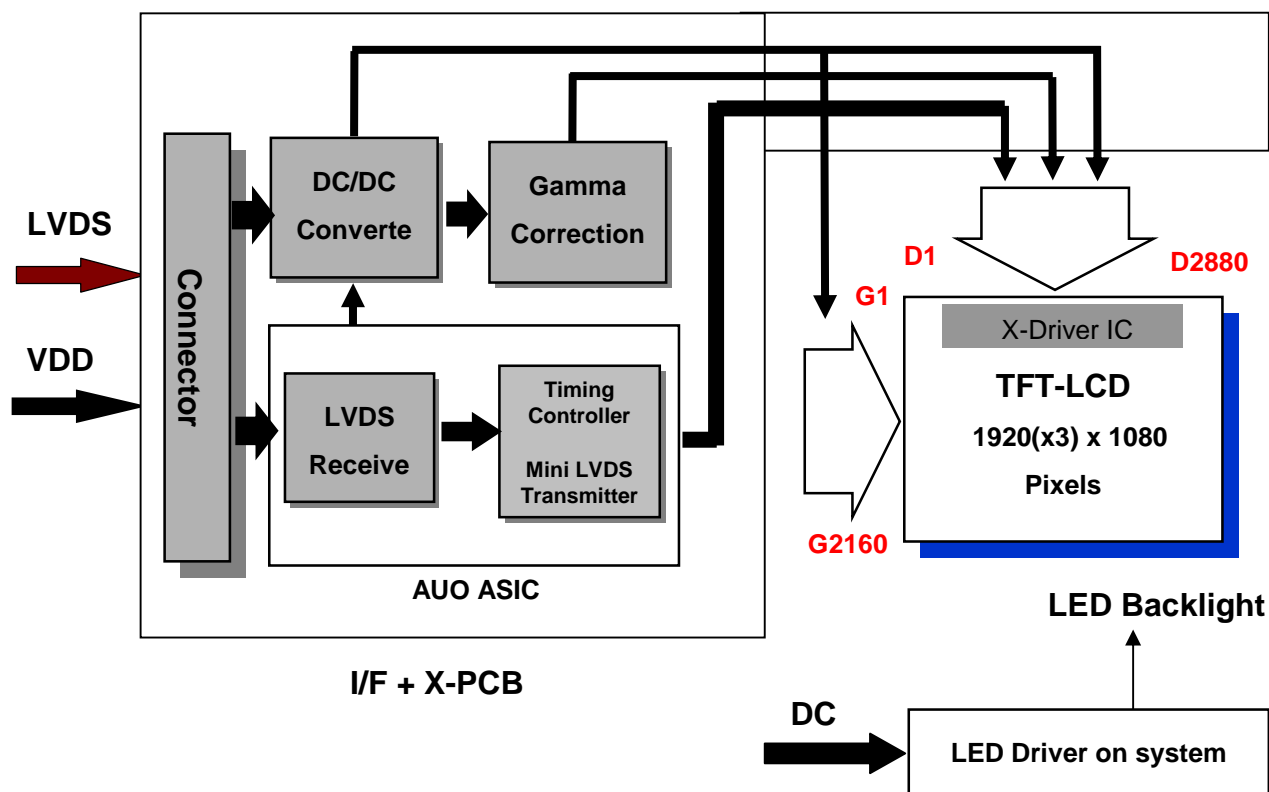 LVDS
VDD
Connector
DC/DC
Converte
Gamma
Correction
LVDS
Receive
Timing
Controller
Mini LVDS
Transmitter
AUO ASIC
I/F + X-PCB
D1
D2880
G1
G2160
X-Driver IC
TFT-LCD
1920(x3) x 1080
Pixels
LED Backlight
DC
LED Driver on system